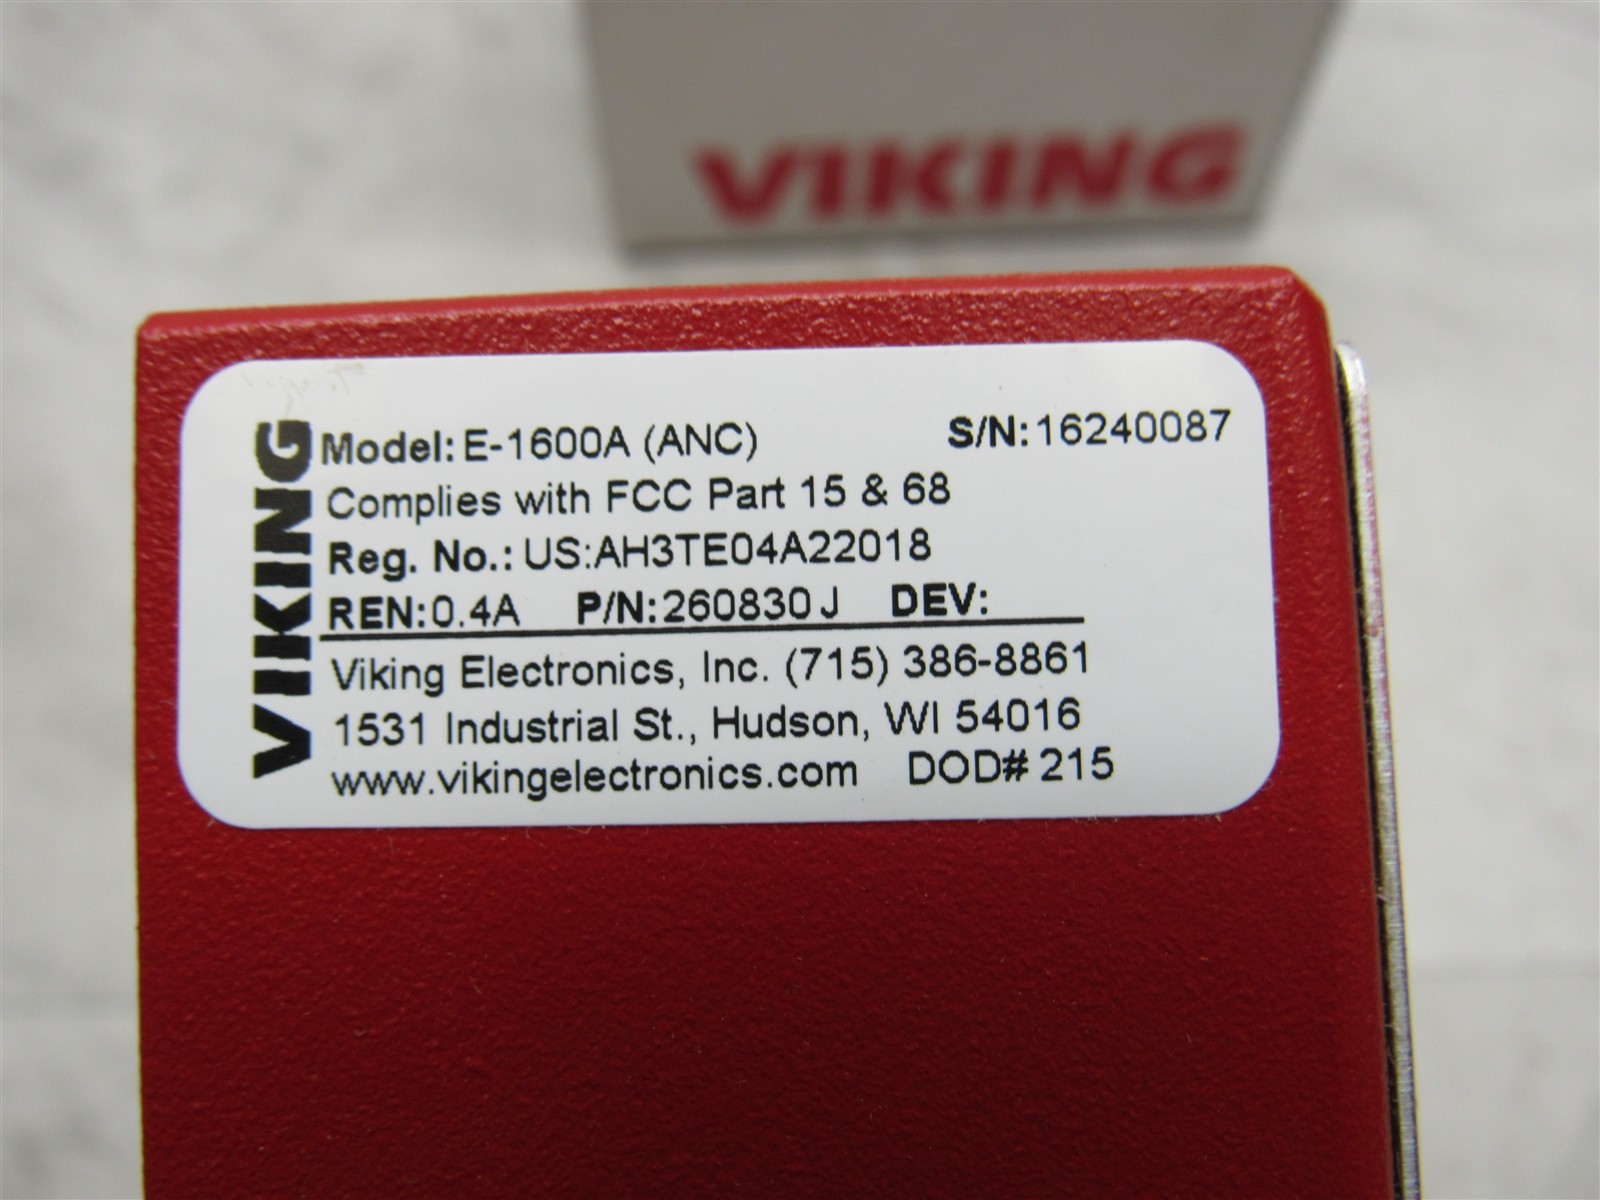 VIKING
VIKING
Model: E-1600A (ANC) S/N: 16240087
Complies with FCC Part 15 & 68
Reg. No.: US:AH3TE04A22018
REN: 0.4A P/N: 260830 J DEV:
Viking Electronics, Inc. (715) 386-8861
1531 Industrial St., Hudson, WI 54016
www.vikingelectronics.com DOD# 215